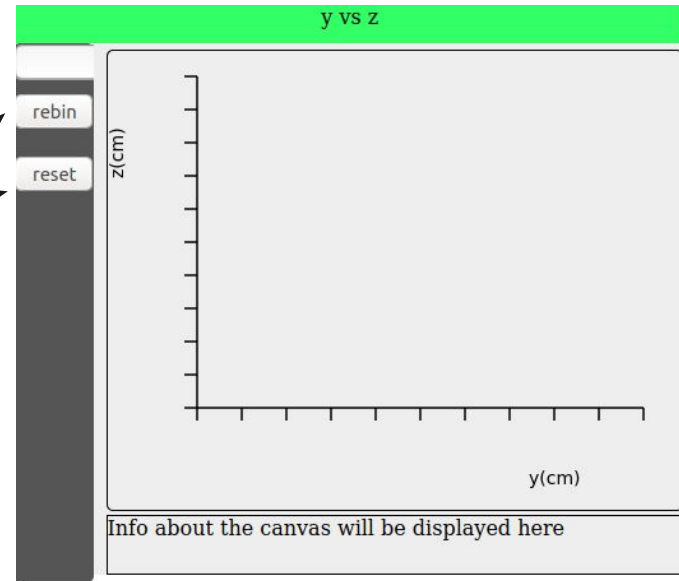 y vs z
rebin
reset
z(cm)
y(cm)
Info about the canvas will be displayed here